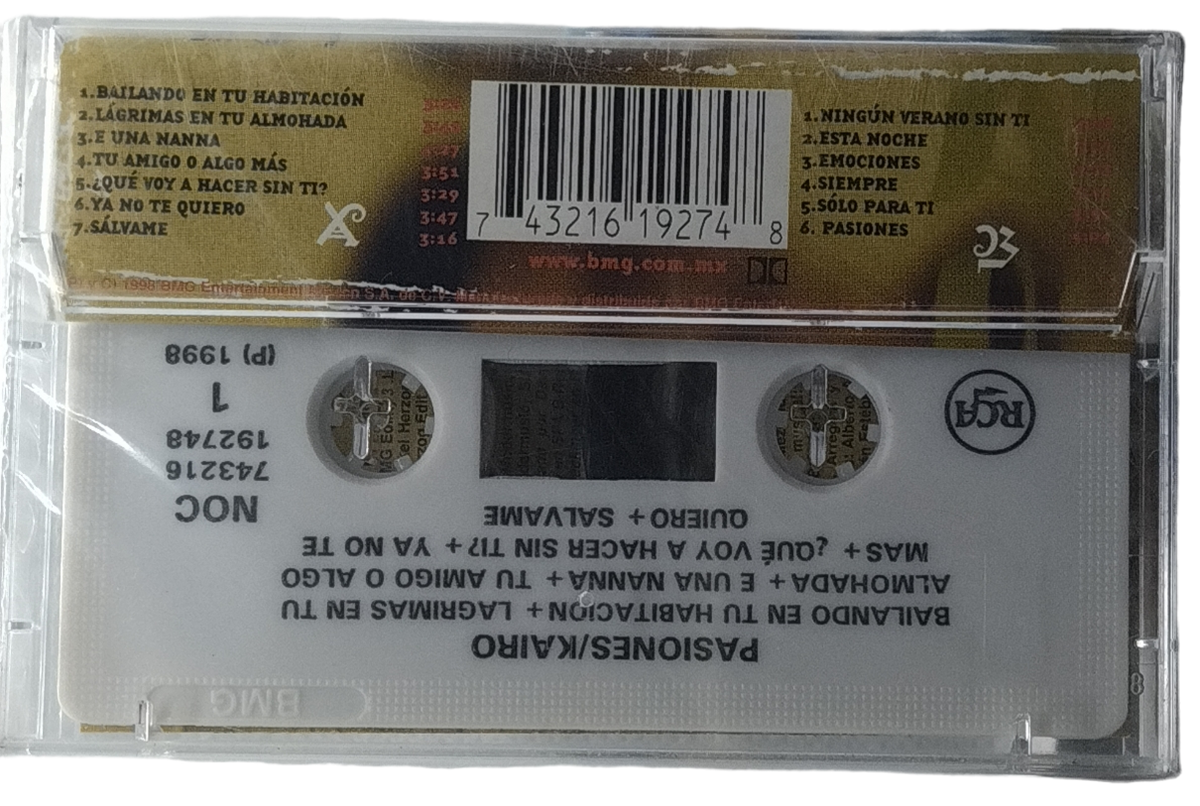 1.BAILANDO EN TU HABITACIÓN
2.LÁGRIMAS EN TU ALMOHADA
3.E UNA NANNA
4.TU AMIGO O ALGO MÁS 3:51
5.¿QUÉ VOY A HACER SIN TI? 3:29
6.YA NO TE QUIERO 3:47
7.SÁLVAME 3:16
A
7 43216 19274 8
www.bmg.com.mx
1.NINGÚN VERANO SIN TI
2.ESTA NOCHE
3.EMOCIONES
4.SIEMPRE
5.SÓLO PARA TI
6. PASIONES
B
1998 BMG Entertainment S.A. de C.V.
BMG
PASIONES/KAIRO
BAILANDO EN TU HABITACION + LAGRIMAS EN TU
ALMOHADA + E UNA NANNA + TU AMIGO O ALGO
MAS + ¿QUÉ VOY A HACER SIN TI? + YA NO TE
QUIERO + SALVAME
NOC
743216
192748
1
(P) 1998
RCA